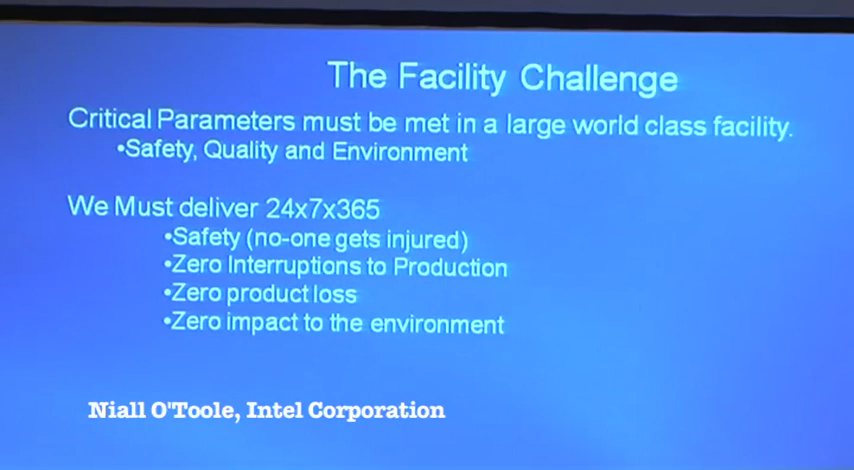 The Facility Challenge
Critical Parameters must be met in a large world class facility.
•Safety, Quality and Environment
We Must deliver 24x7x365
•Safety (no-one gets injured)
•Zero Interruptions to Production
•Zero product loss
•Zero impact to the environment
Niall O'Toole, Intel Corporation